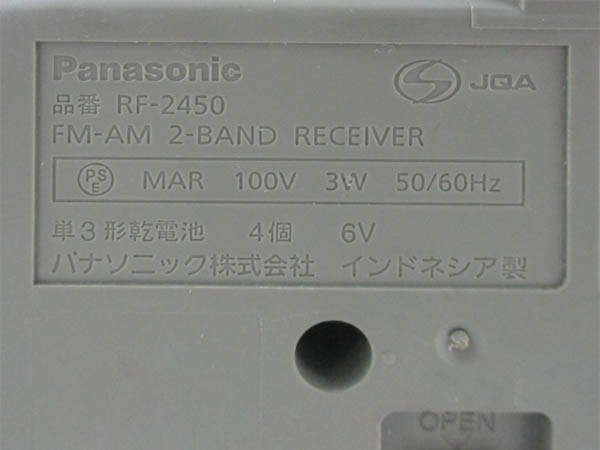 Panasonic
JQA
品番 RF-2450
FM-AM 2-BAND RECEIVER
PSE MAR 100V 3W 50/60Hz
単3形乾電池 4個 6V
パナソニック株式会社 インドネシア製
OPEN